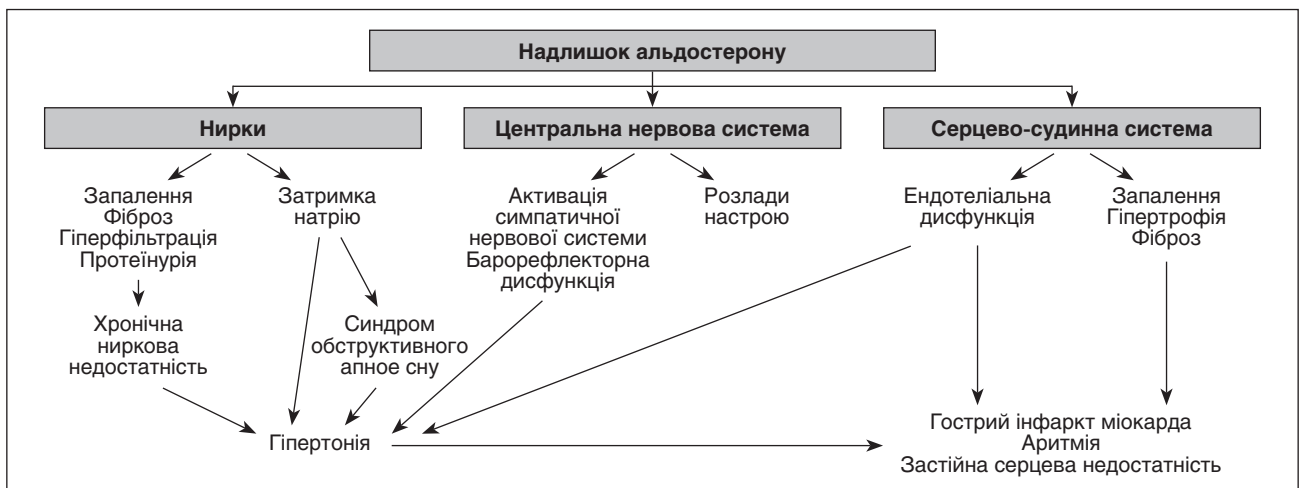 Надлишок альдостерону
Нирки
Центральна нервова система
Серцево-судинна система
Запалення
Фіброз
Гіперфільтрація
Протеїнурія
Затримка
натрію
Активація
симпатичної
нервової системи
Барорефлекторна
дисфункція
Розлади
настрою
Ендотеліальна
дисфункція
Запалення
Гіпертрофія
Фіброз
Хронічна
ниркова
недостатність
Синдром
обструктивного
апное сну
Гіпертонія
Гострий інфаркт міокарда
Аритмія
Застійна серцева недостатність